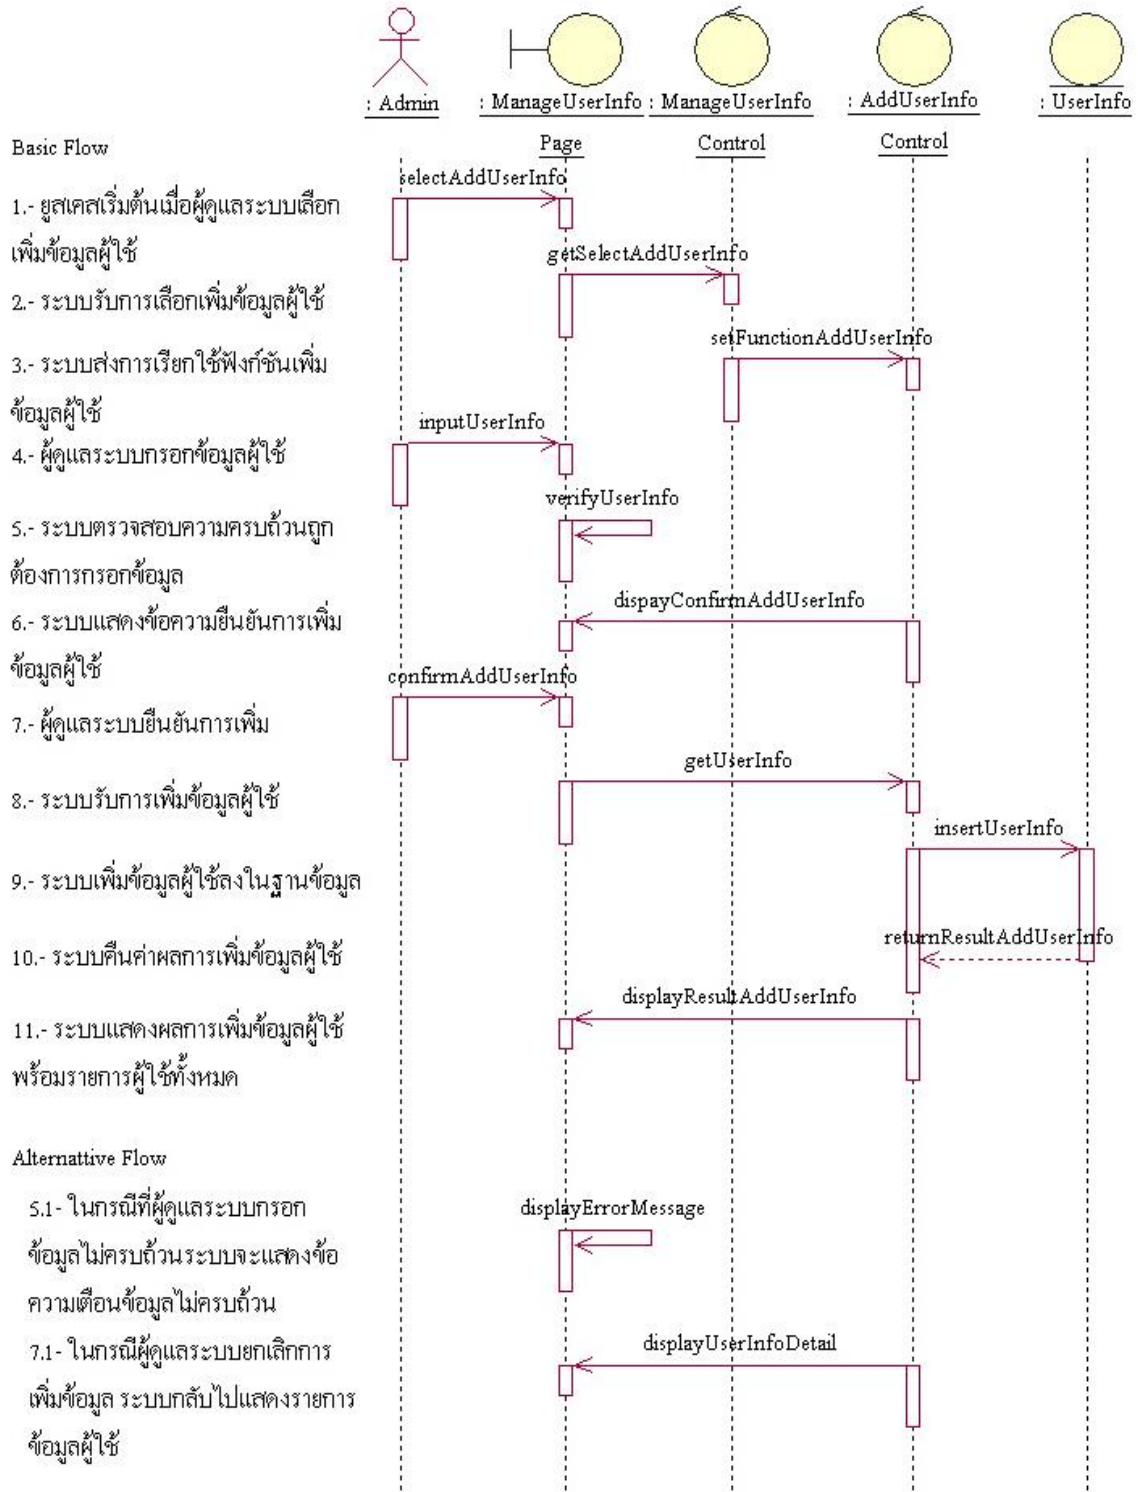 : Admin : ManageUserInfo : ManageUserInfo : AddUserInfo : UserInfo
Page Control Control
Basic Flow
selectAddUserInfo
1.- ยูสเคสเริ่มต้นเมื่อผู้ดูแลระบบเลือก
เพิ่มข้อมูลผู้ใช้
getSelectAddUserInfo
2.- ระบบรับการเลือกเพิ่มข้อมูลผู้ใช้
setFunctionAddUserInfo
3.- ระบบส่งการเรียกใช้ฟังก์ชันเพิ่ม
ข้อมูลผู้ใช้
inputUserInfo
4.- ผู้ดูแลระบบกรอกข้อมูลผู้ใช้
verifyUserInfo
5.- ระบบตรวจสอบความครบถ้วนถูก
ต้องการกรอกข้อมูล
dispayConfirmAddUserInfo
6.- ระบบแสดงข้อความยืนยันการเพิ่ม
ข้อมูลผู้ใช้
confirmAddUserInfo
7.- ผู้ดูแลระบบยืนยันการเพิ่ม
getUserInfo
8.- ระบบรับการเพิ่มข้อมูลผู้ใช้
insertUserInfo
9.- ระบบเพิ่มข้อมูลผู้ใช้ลงในฐานข้อมูล
returnResultAddUserInfo
10.- ระบบคืนค่าผลการเพิ่มข้อมูลผู้ใช้
displayResultAddUserInfo
11.- ระบบแสดงผลการเพิ่มข้อมูลผู้ใช้
พร้อมรายการผู้ใช้ทั้งหมด
Alternattive Flow
5.1- ในกรณีที่ผู้ดูแลระบบกรอก
displayErrorMessage
ข้อมูลไม่ครบถ้วนระบบจะแสดงข้อ
ความเตือนข้อมูลไม่ครบถ้วน
7.1- ในกรณีผู้ดูแลระบบยกเลิกการ
displayUserInfoDetail
เพิ่มข้อมูล ระบบกลับไปแสดงรายการ
ข้อมูลผู้ใช้